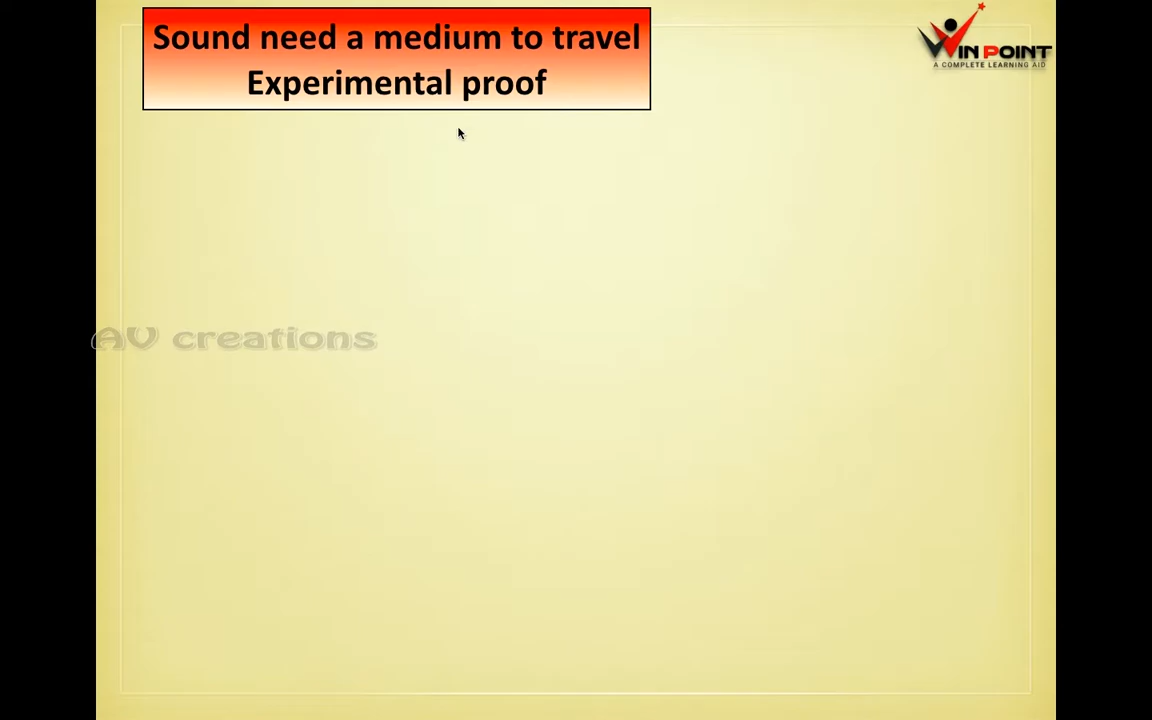 Sound need a medium to travel
Experimental proof
WIN POINT
A COMPLETE LEARNING AID
AV creations